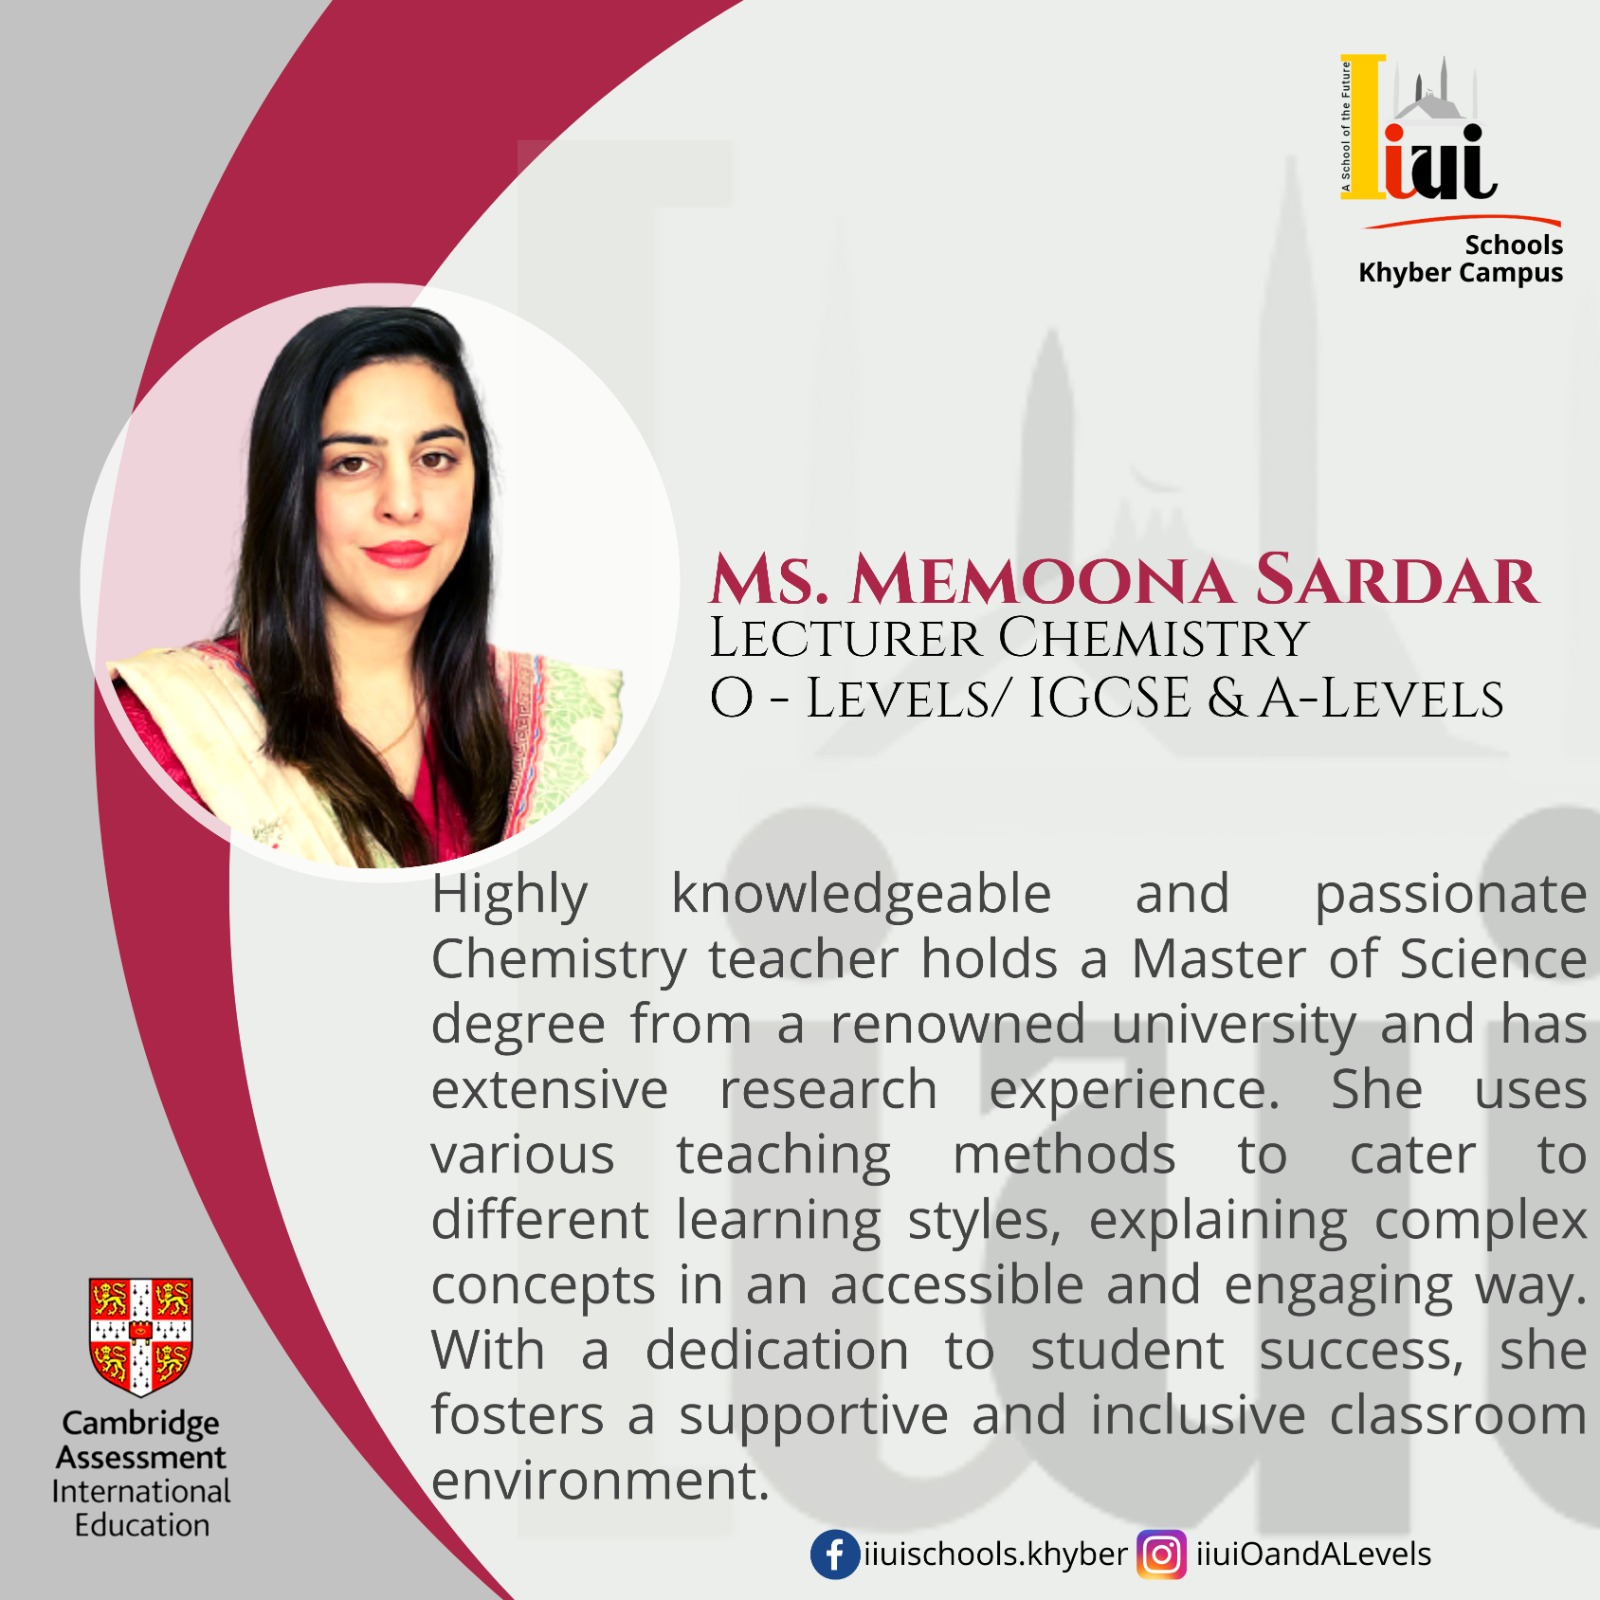 A School of the Future
iiui
Schools
Khyber Campus
Ms. Memoona Sardar
Lecturer Chemistry
O - Levels/ IGCSE & A-Levels
Highly knowledgeable and passionate
Chemistry teacher holds a Master of Science
degree from a renowned university and has
extensive research experience. She uses
various teaching methods to cater to
different learning styles, explaining complex
concepts in an accessible and engaging way.
With a dedication to student success, she
fosters a supportive and inclusive classroom
environment.
Cambridge
Assessment
International
Education
iiuischools.khyber iiuiOandALevels